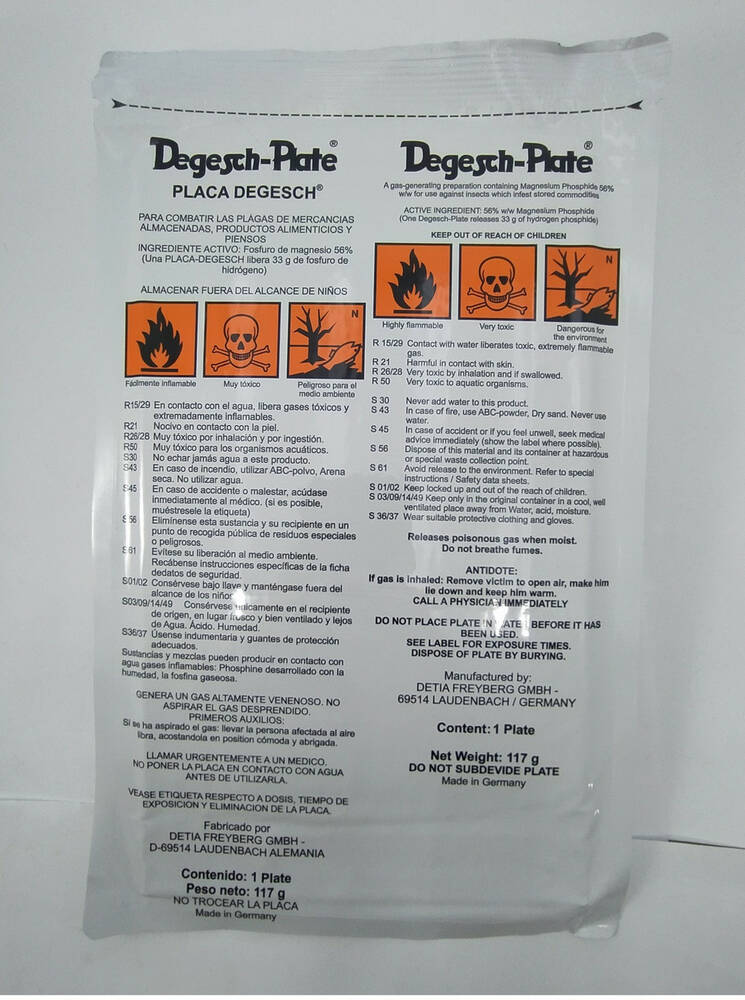 Degesch-Plate®
PLACA DEGESCH®
PARA COMBATIR LAS PLAGAS DE MERCANCIAS
ALMACENADAS, PRODUCTOS ALIMENTICIOS Y
PIENSOS
INGREDIENTE ACTIVO: Fosfuro de magnesio 56%
(Una PLACA-DEGESCH libera 33 g de fosfuro de
hidrógeno)
ALMACENAR FUERA DEL ALCANCE DE NIÑOS
N
Fácilmente inflamable
Muy tóxico
Peligroso para el
medio ambiente
R15/29 En contacto con el agua, libera gases tóxicos y
extremadamente inflamables.
R21 Nocivo en contacto con la piel.
R26/28 Muy tóxico por inhalación y por ingestión.
R50 Muy tóxico para los organismos acuáticos.
S30 No echar jamás agua a este producto.
S43 En caso de incendio, utilizar ABC-polvo, Arena
seca. No utilizar agua.
S45 En caso de accidente o malestar, acúdase
inmediatamente al médico. (si es posible,
muéstresele la etiqueta)
S 56 Elimínense esta sustancia y su recipiente en un
punto de recogida pública de residuos especiales
o peligrosos.
S 61 Evítese su liberación al medio ambiente.
Recábense instrucciones específicas de la ficha
dedatos de seguridad.
S01/02 Consérvese bajo llave y manténgase fuera del
alcance de los niños
S03/09/14/49 Consérvese únicamente en el recipiente
de origen, en lugar fresco y bien ventilado y lejos
de Agua. Ácido. Humedad.
S36/37 Úsense indumentaria y guantes de protección
adecuados.
Sustancias y mezclas pueden producir en contacto con
agua gases inflamables: Phosphine desarrollado con la
humedad, la fosfina gaseosa.
GENERA UN GAS ALTAMENTE VENENOSO. NO
ASPIRAR EL GAS DESPRENDIDO.
PRIMEROS AUXILIOS:
Si se ha aspirado el gas: llevar la persona afectada al aire
libra, acostandola en position cómoda y abrigada.
LLAMAR URGENTEMENTE A UN MEDICO.
NO PONER LA PLACA EN CONTACTO CON AGUA
ANTES DE UTILIZARLA.
VEASE ETIQUETA RESPECTO A DOSIS, TIEMPO DE
EXPOSICION Y ELIMINACION DE LA PLACA.
Fabricado por
DETIA FREYBERG GMBH -
D-69514 LAUDENBACH ALEMANIA
Contenido: 1 Plate
Peso neto: 117 g
NO TROCEAR LA PLACA
Made in Germany
Degesch-Plate®
A gas-generating preparation containing Magnesium Phosphide 56%
w/w for use against insects which infest stored commodities
ACTIVE INGREDIENT: 56% w/w Magnesium Phosphide
(One Degesch-Plate releases 33 g of hydrogen phosphide)
KEEP OUT OF REACH OF CHILDREN
N
Highly flammable
Very toxic
Dangerous for
the environment
R 15/29 Contact with water liberates toxic, extremely flammable
gas.
R 21 Harmful in contact with skin.
R 26/28 Very toxic by inhalation and if swallowed.
R 50 Very toxic to aquatic organisms.
S 30 Never add water to this product.
S 43 In case of fire, use ABC-powder, Dry sand. Never use
water.
S 45 In case of accident or if you feel unwell, seek medical
advice immediately (show the label where possible).
S 56 Dispose of this material and its container at hazardous
or special waste collection point.
S 61 Avoid release to the environment. Refer to special
instructions / Safety data sheets.
S 01/02 Keep locked up and out of the reach of children.
S 03/09/14/49 Keep only in the original container in a cool, well
ventilated place away from Water, acid, moisture.
S 36/37 Wear suitable protective clothing and gloves.
Releases poisonous gas when moist.
Do not breathe fumes.
ANTIDOTE:
If gas is inhaled: Remove victim to open air, make him
lie down and keep him warm.
CALL A PHYSICIAN IMMEDIATELY
DO NOT PLACE PLATE IN WATER BEFORE IT HAS
BEEN USED.
SEE LABEL FOR EXPOSURE TIMES.
DISPOSE OF PLATE BY BURYING.
Manufactured by:
DETIA FREYBERG GMBH -
69514 LAUDENBACH / GERMANY
Content: 1 Plate
Net Weight: 117 g
DO NOT SUBDEVIDE PLATE
Made in Germany